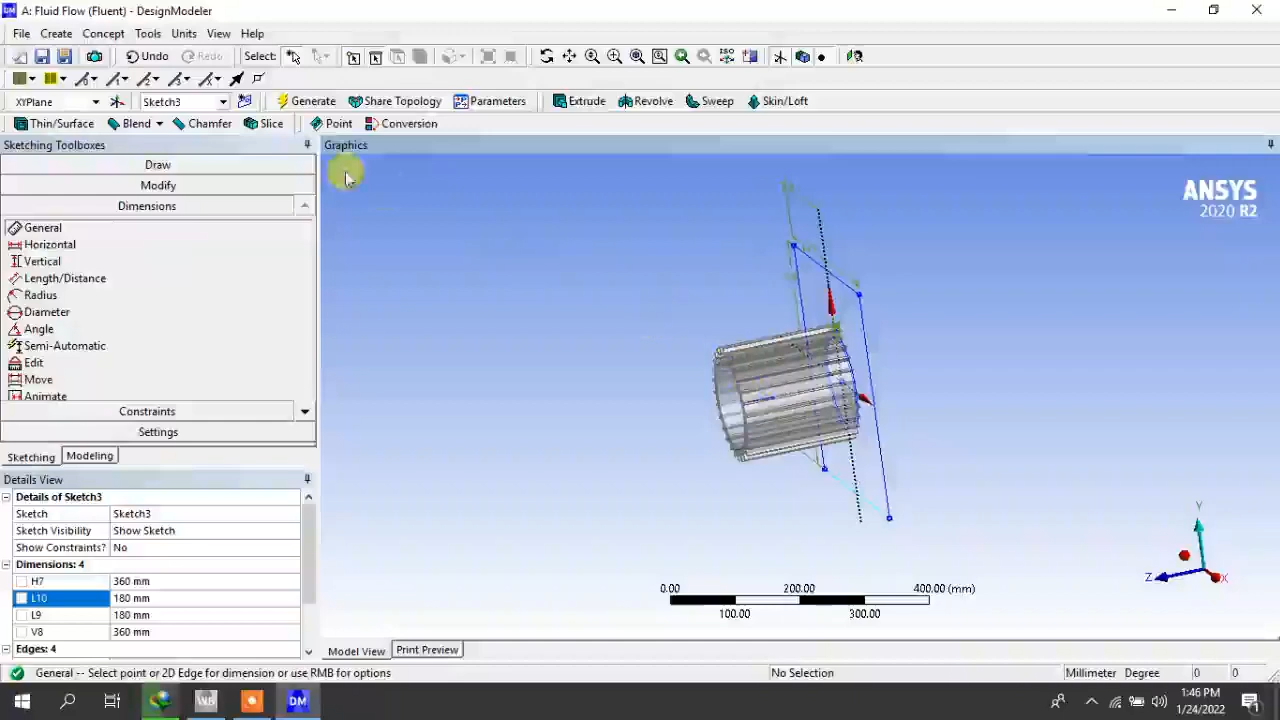 A: Fluid Flow (Fluent) - DesignModeler
File Create Concept Tools Units View Help
Undo Redo Select: ISO
XYPlane Sketch3 Generate Share Topology Parameters Extrude Revolve Sweep Skin/Loft
Thin/Surface Blend Chamfer Slice Point Conversion
Sketching Toolboxes
Graphics
Draw
Modify
Dimensions
General
Horizontal
Vertical
Length/Distance
Radius
Diameter
Angle
Semi-Automatic
Edit
Move
Animate
Constraints
Settings
Sketching Modeling
Details View
Details of Sketch3
Sketch Sketch3
Sketch Visibility Show Sketch
Show Constraints? No
Dimensions: 4
H7 360 mm
L10 180 mm
L9 180 mm
V8 360 mm
Edges: 4
ANSYS
2020 R2
Y
Z
X
0.00 200.00 400.00 (mm)
100.00 300.00
Model View Print Preview
General -- Select point or 2D Edge for dimension or use RMB for options No Selection Millimeter Degree 0 0
WB DM 1:46 PM
1/24/2022